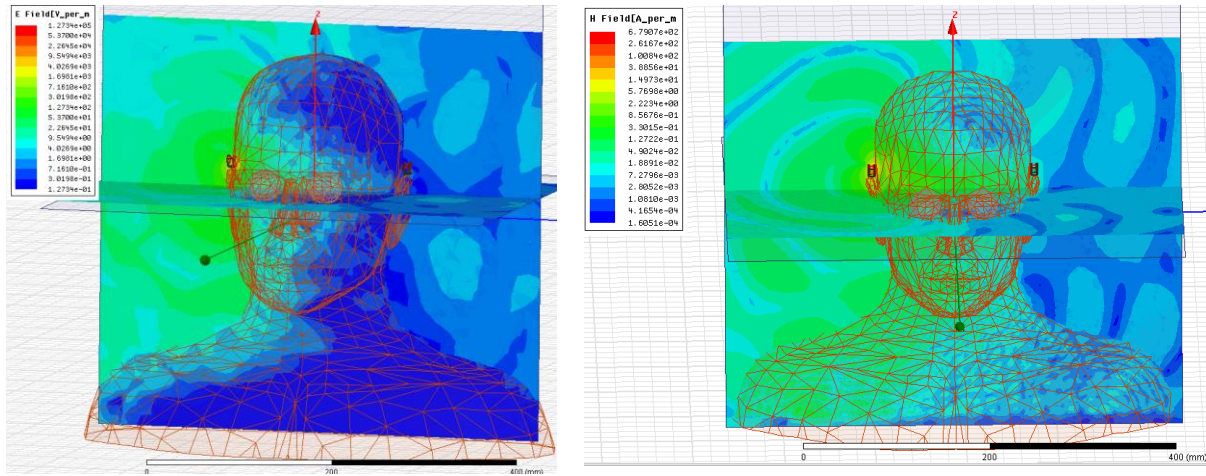 E Field[V_per_m
1.2734e+05
5.3700e+04
2.2645e+04
9.5494e+03
4.0269e+03
1.6981e+03
7.1610e+02
3.0198e+02
1.2734e+02
5.3700e+01
2.2645e+01
9.5494e+00
4.0269e+00
1.6981e+00
7.1610e-01
3.0198e-01
1.2734e-01
Z
0
200
400 (mm)
H Field[A_per_m
6.7907e+02
2.6167e+02
1.0084e+02
3.8856e+01
1.4973e+01
5.7698e+00
2.2234e+00
8.5676e-01
3.3015e-01
1.2722e-01
4.9024e-02
1.8891e-02
7.2796e-03
2.8052e-03
1.0810e-03
4.1654e-04
1.6051e-04
Z
0
200
400 (mm)